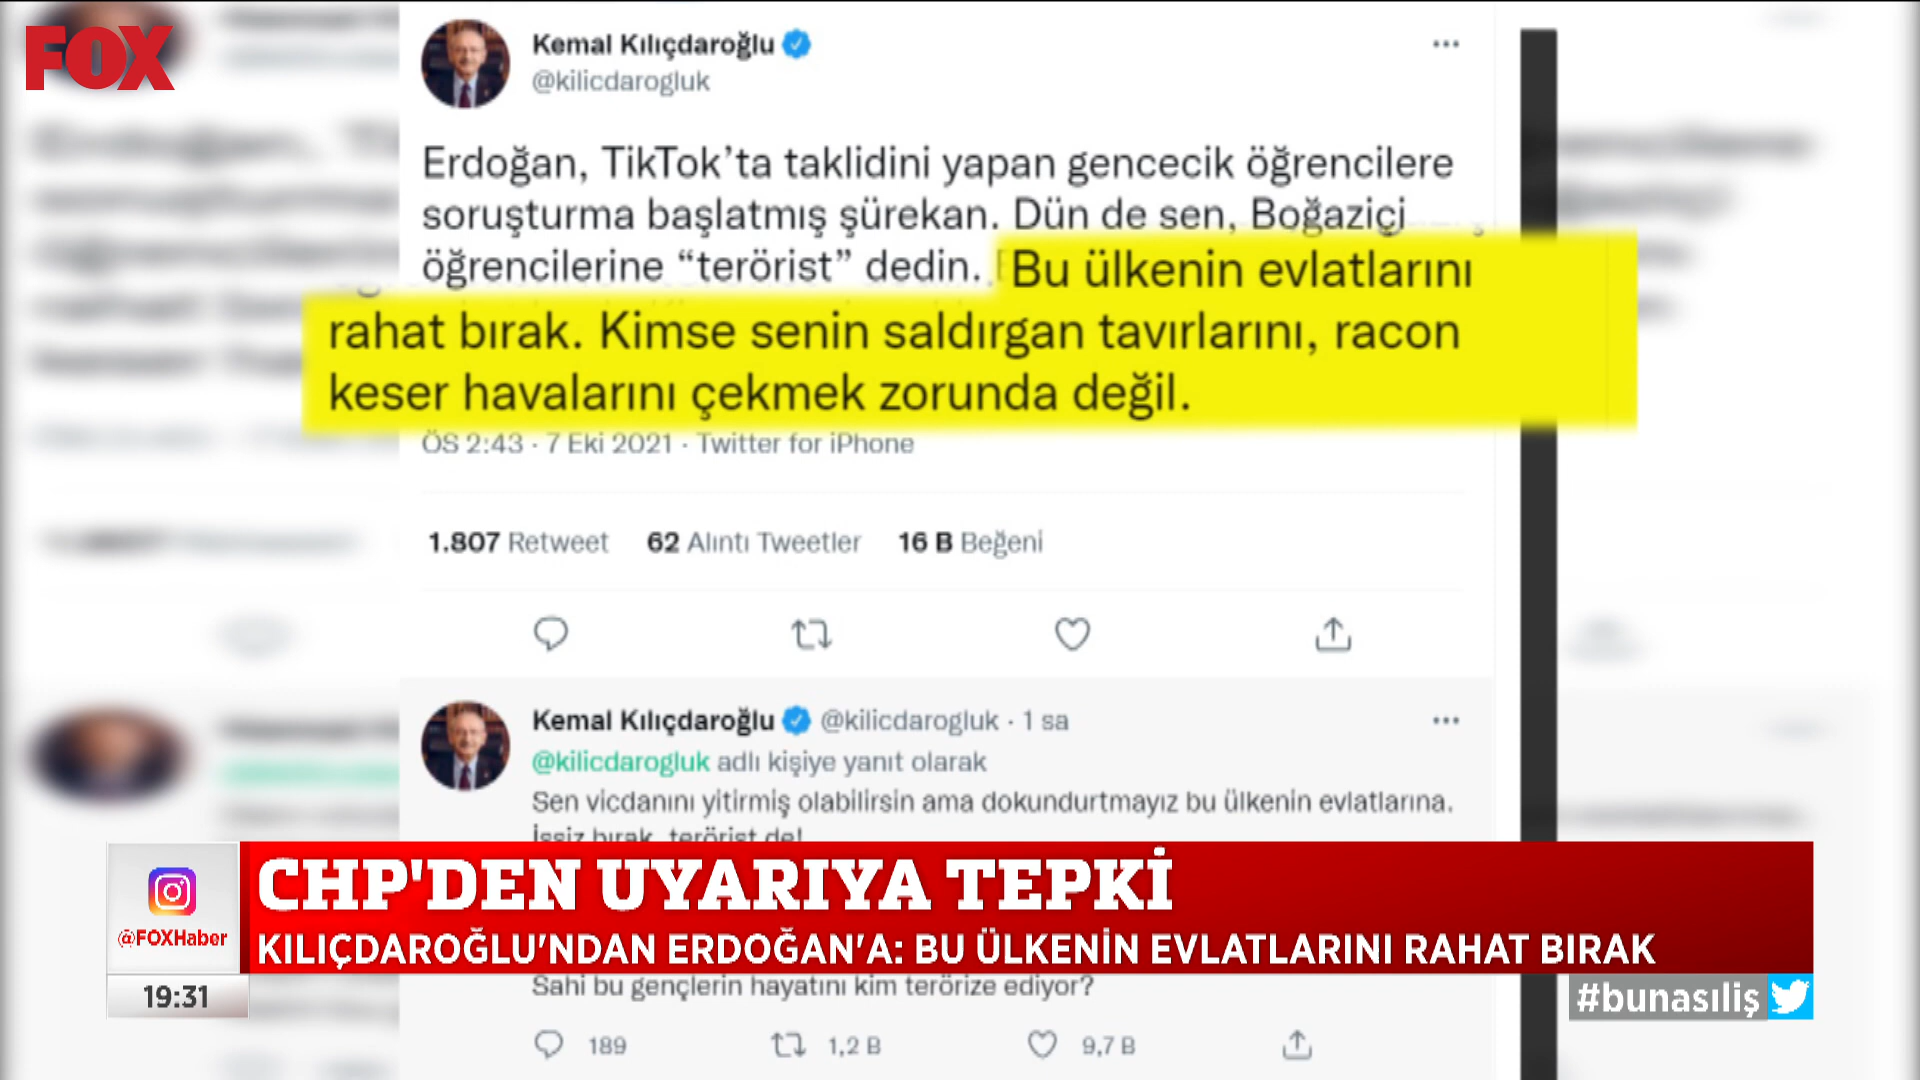 FOX
Kemal Kılıçdaroğlu
@kilicdarogluk
Erdoğan, TikTok'ta taklidini yapan gencecik öğrencilere
soruşturma başlatmış şürekan. Dün de sen, Boğaziçi
öğrencilerine “terörist” dedin. Bu ülkenin evlatlarını
rahat bırak. Kimse senin saldırgan tavırlarını, racon
keser havalarını çekmek zorunda değil.
ÖS 2:43 · 7 Eki 2021 · Twitter for iPhone
1.807 Retweet 62 Alıntı Tweetler 16 B Beğeni
Kemal Kılıçdaroğlu @kilicdarogluk · 1 sa
@kilicdarogluk adlı kişiye yanıt olarak
Sen vicdanını yitirmiş olabilirsin ama dokundurtmayız bu ülkenin evlatlarına.
İşsiz bırak, terörist de!
CHP'DEN UYARIYA TEPKİ
@FOXHaber
KILIÇDAROĞLU'NDAN ERDOĞAN'A: BU ÜLKENİN EVLATLARINI RAHAT BIRAK
Sahi bu gençlerin hayatını kim terörize ediyor?
19:31
#bunasıliş
189 1,2 B 9,7 B